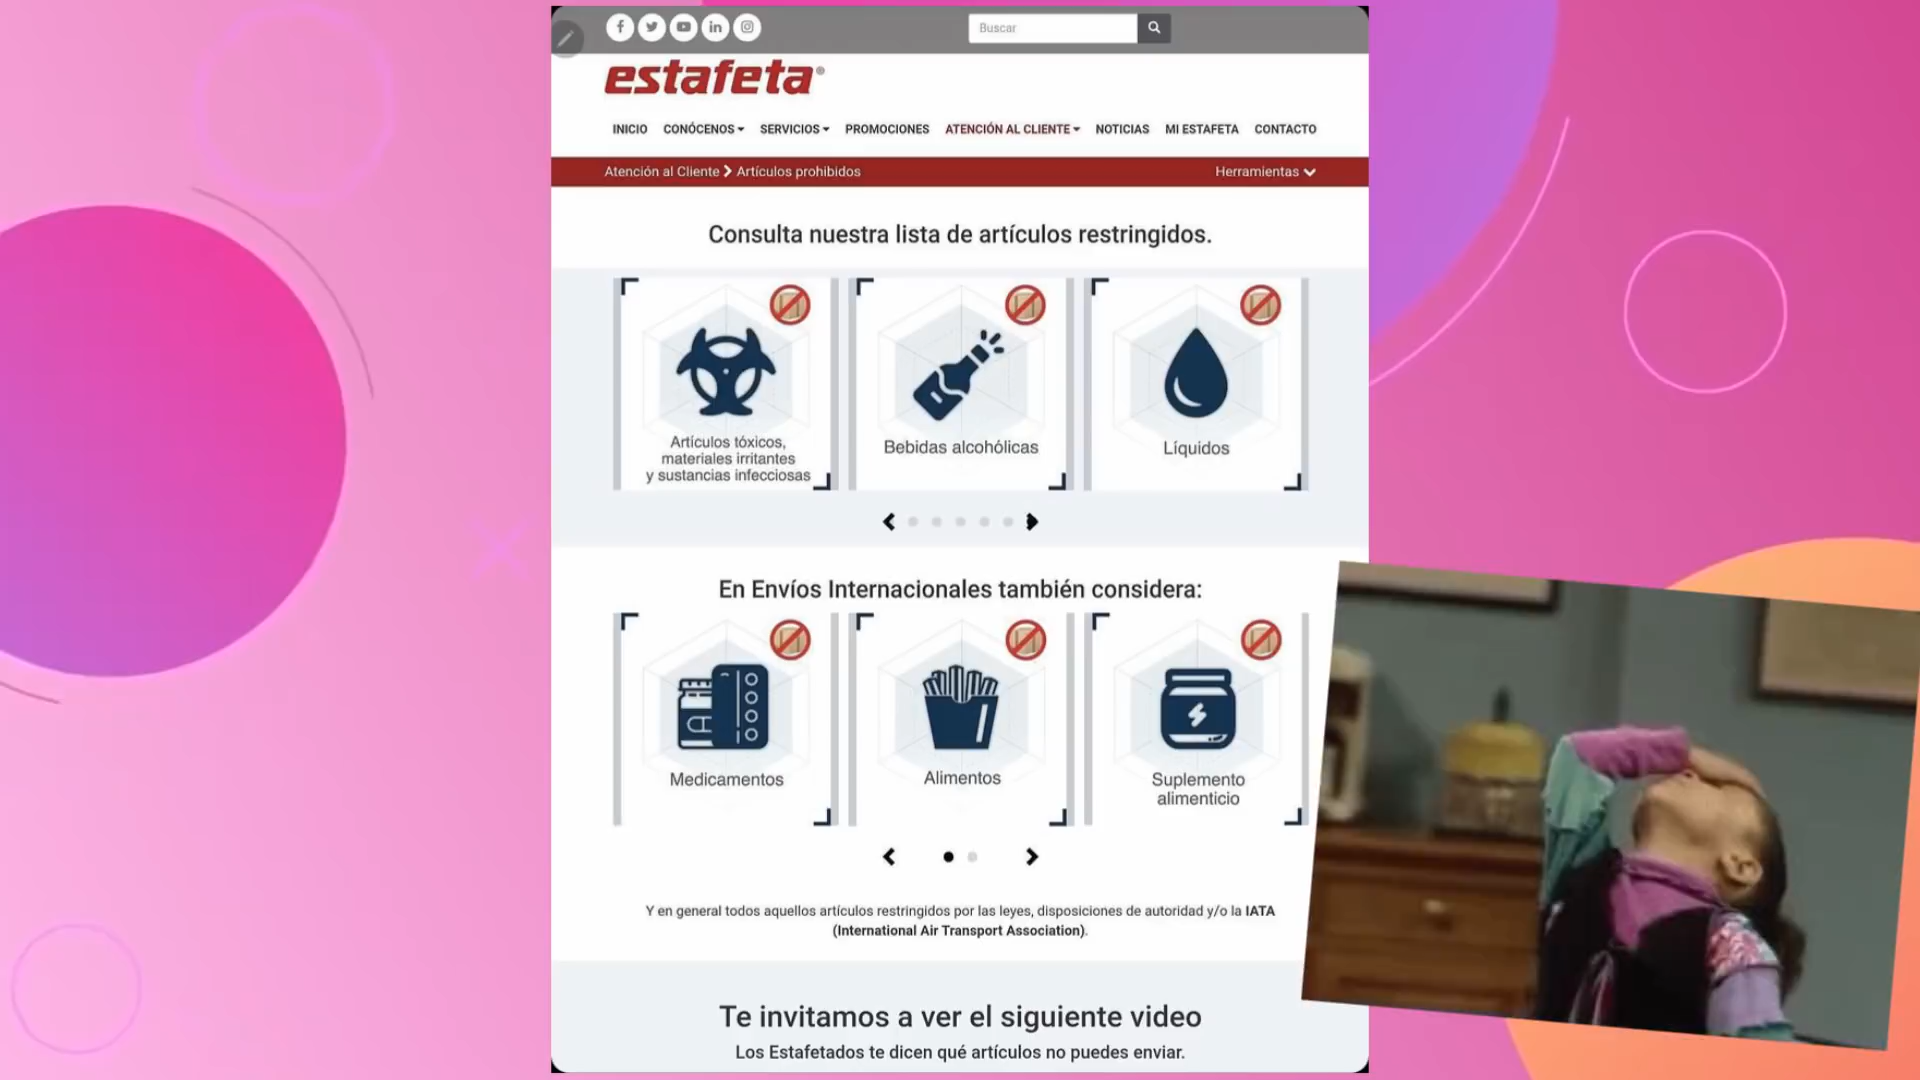 Buscar
estafeta®
INICIO CONÓCENOS SERVICIOS PROMOCIONES ATENCIÓN AL CLIENTE NOTICIAS MI ESTAFETA CONTACTO
Atención al Cliente Artículos prohibidos Herramientas
Consulta nuestra lista de artículos restringidos.
Artículos tóxicos,
materiales irritantes
y sustancias infecciosas
Bebidas alcohólicas
Líquidos
En Envíos Internacionales también considera:
Medicamentos
Alimentos
Suplemento
alimenticio
Y en general todos aquellos artículos restringidos por las leyes, disposiciones de autoridad y/o la IATA
(International Air Transport Association).
Te invitamos a ver el siguiente video
Los Estafetados te dicen qué artículos no puedes enviar.